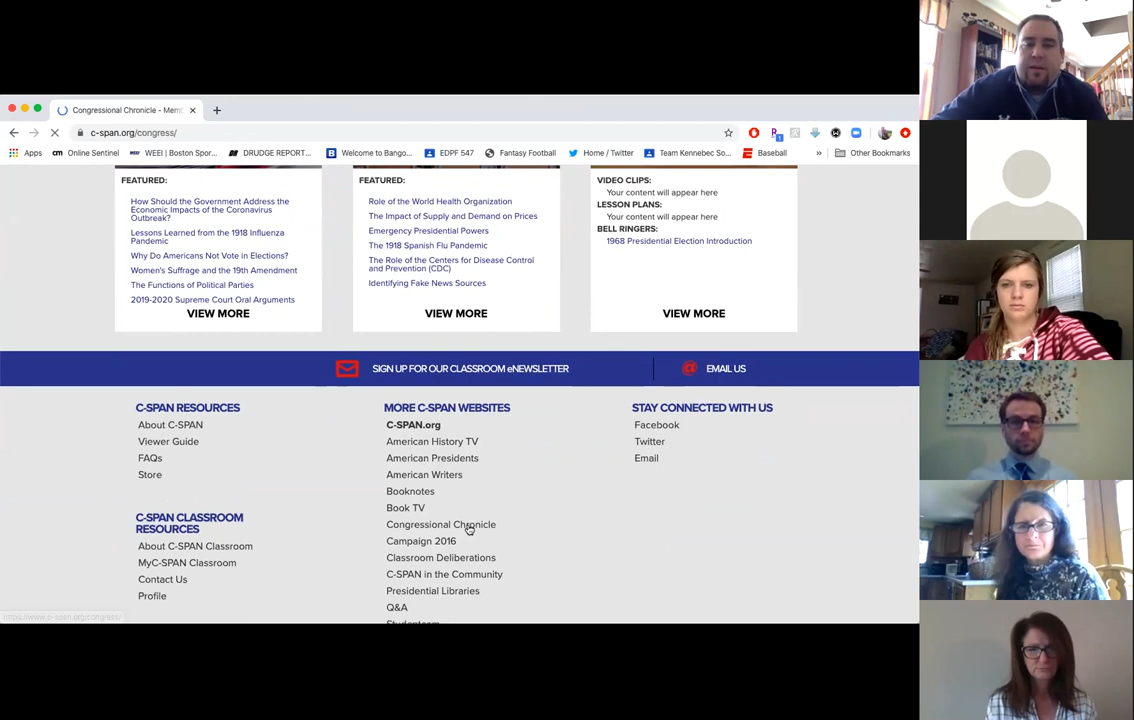 Congressional Chronicle - Mem
c-span.org/congress/
Apps
Online Sentinel
WEEI | Boston Spor...
DRUDGE REPORT...
Welcome to Bango...
EDPF 547
Fantasy Football
Home / Twitter
Team Kennebec So...
Baseball
»
Other Bookmarks
FEATURED:
How Should the Government Address the
Economic Impacts of the Coronavirus
Outbreak?
Lessons Learned from the 1918 Influenza
Pandemic
Why Do Americans Not Vote in Elections?
Women's Suffrage and the 19th Amendment
The Functions of Political Parties
2019-2020 Supreme Court Oral Arguments
VIEW MORE
FEATURED:
Role of the World Health Organization
The Impact of Supply and Demand on Prices
Emergency Presidential Powers
The 1918 Spanish Flu Pandemic
The Role of the Centers for Disease Control
and Prevention (CDC)
Identifying Fake News Sources
VIEW MORE
VIDEO CLIPS:
Your content will appear here
LESSON PLANS:
Your content will appear here
BELL RINGERS:
1968 Presidential Election Introduction
VIEW MORE
SIGN UP FOR OUR CLASSROOM eNEWSLETTER
@ EMAIL US
C-SPAN RESOURCES
About C-SPAN
Viewer Guide
FAQs
Store
C-SPAN CLASSROOM
RESOURCES
About C-SPAN Classroom
MyC-SPAN Classroom
Contact Us
Profile
MORE C-SPAN WEBSITES
C-SPAN.org
American History TV
American Presidents
American Writers
Booknotes
Book TV
Congressional Chronicle
Campaign 2016
Classroom Deliberations
C-SPAN in the Community
Presidential Libraries
Q&A
STAY CONNECTED WITH US
Facebook
Twitter
Email
https://www.c-span.org/congress/